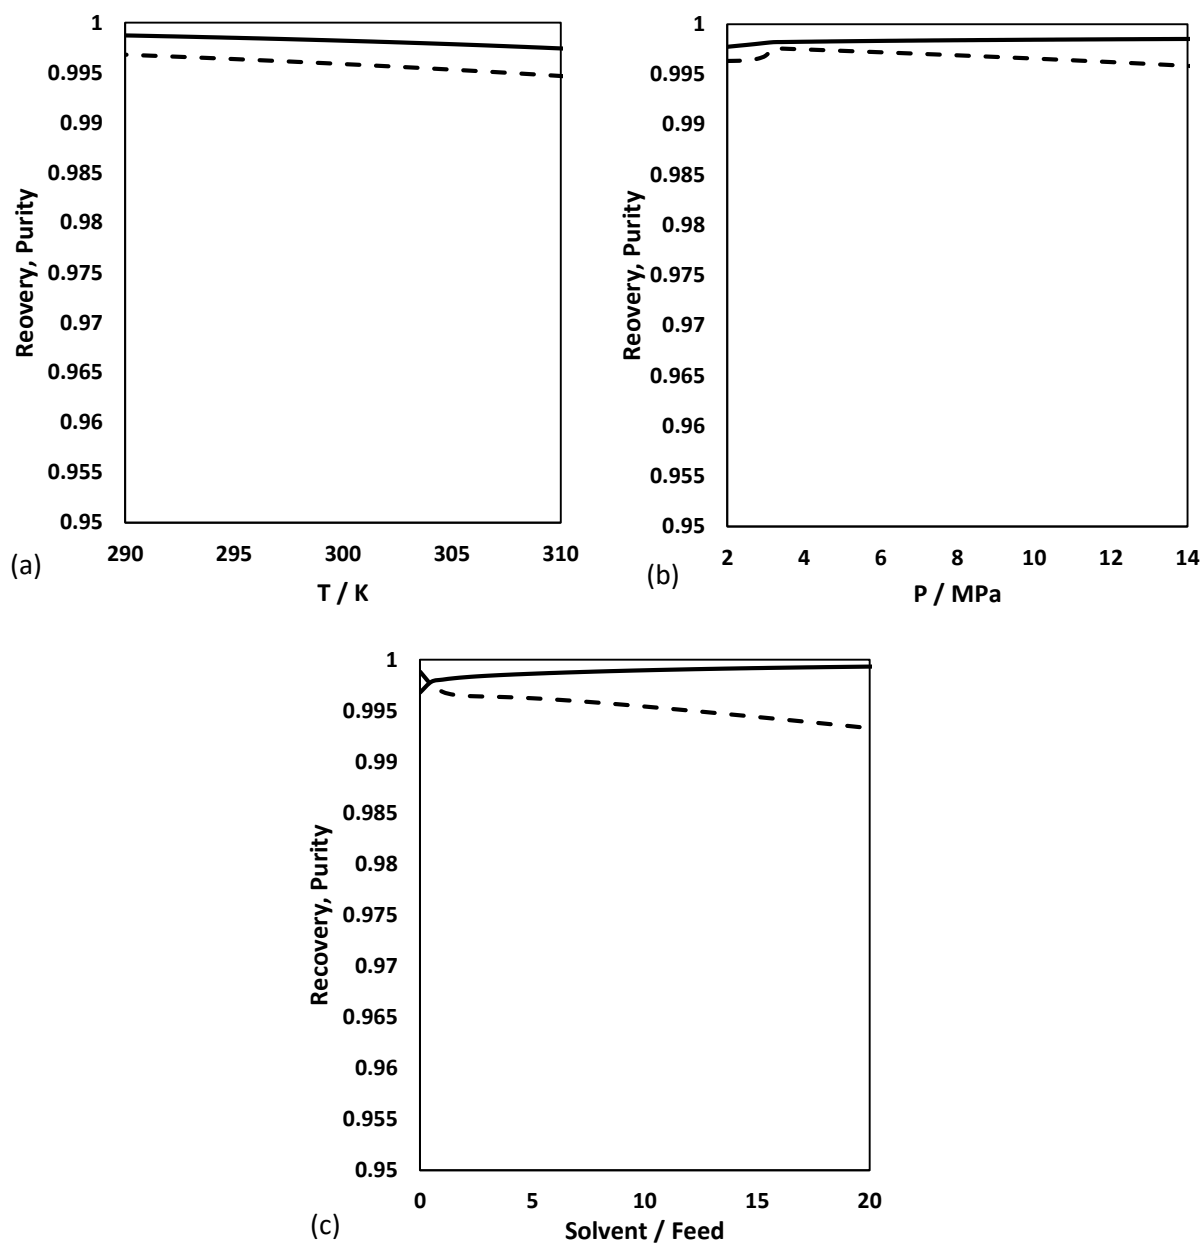 1
0.995
0.99
0.985
0.98
0.975
0.97
0.965
0.96
0.955
0.95
Reovery, Purity
290 295 300 305 310
T / K
(a)
1
0.995
0.99
0.985
0.98
0.975
0.97
0.965
0.96
0.955
0.95
Reovery, Purity
2 4 6 8 10 12 14
P / MPa
(b)
1
0.995
0.99
0.985
0.98
0.975
0.97
0.965
0.96
0.955
0.95
Recovery, Purity
0 5 10 15 20
Solvent / Feed
(c)